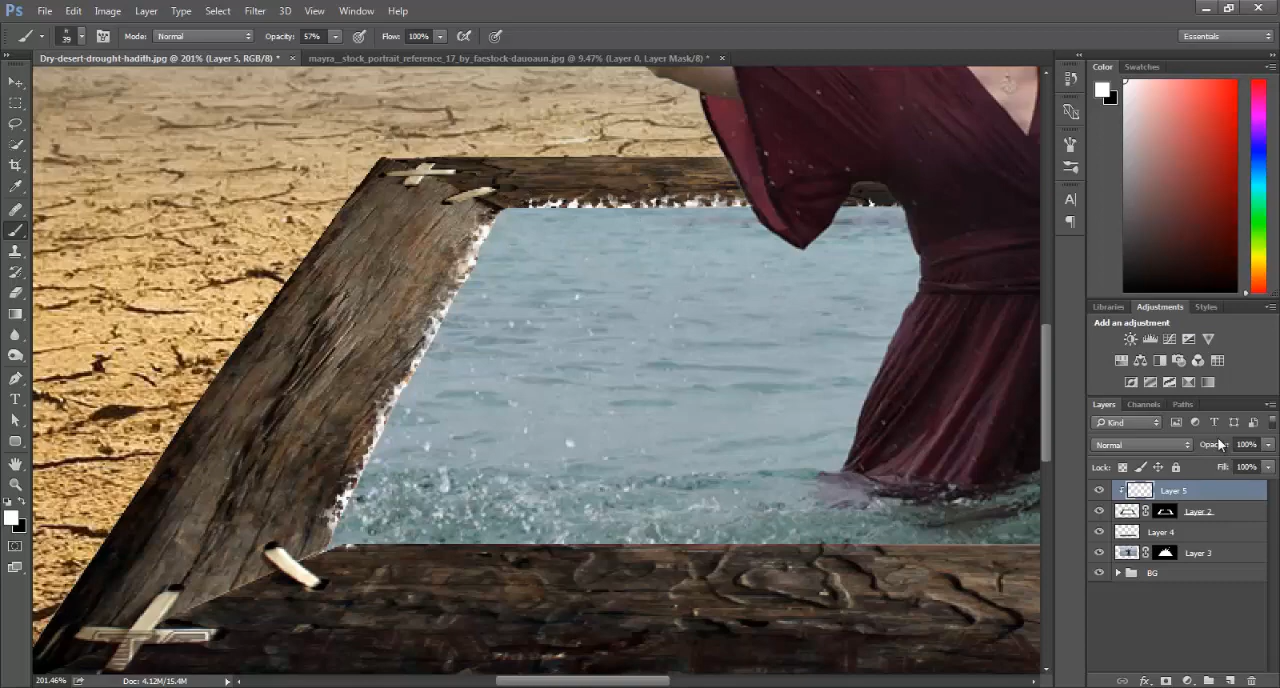 Ps File Edit Image Layer Type Select Filter 3D View Window Help
39 Mode: Normal Opacity: 57% Flow: 100% Essentials
Dry-desert-drought-hadith.jpg @ 201% (Layer 5, RGB/8) * mayra__stock_portrait_reference_17_by_faestock-dauoaun.jpg @ 9.47% (Layer 0, Layer Mask/8) *
Color Swatches
Libraries Adjustments Styles
Add an adjustment
Layers Channels Paths
Kind
Normal Opacity: 100%
Lock: Fill: 100%
Layer 5
Layer 2
Layer 4
Layer 3
BG
201.46% Doc: 4.12M/15.4M